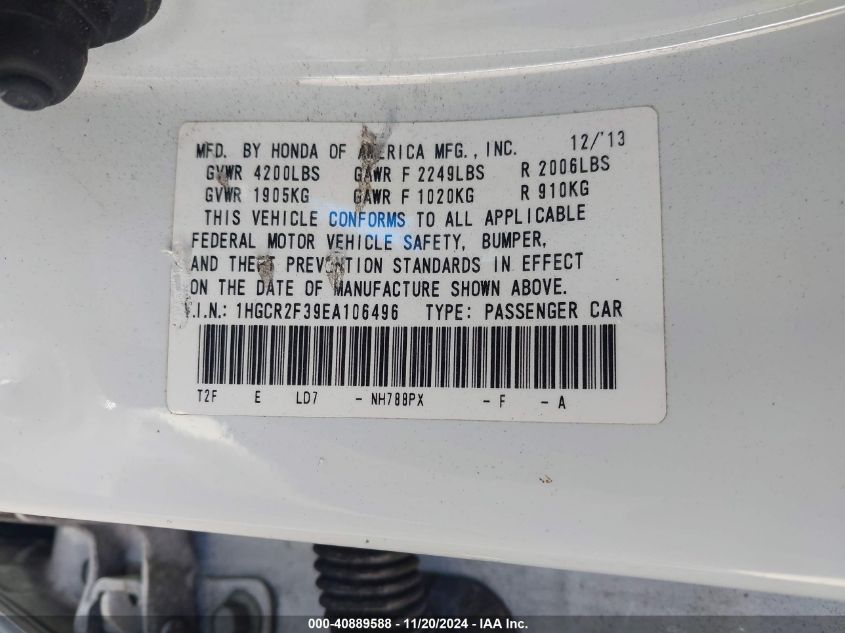 MFD. BY HONDA OF AMERICA MFG., INC. 12/'13
GVWR 4200LBS GAWR F 2249LBS R 2006LBS
GVWR 1905KG GAWR F 1020KG R 910KG
THIS VEHICLE CONFORMS TO ALL APPLICABLE
FEDERAL MOTOR VEHICLE SAFETY, BUMPER,
AND THEFT PREVENTION STANDARDS IN EFFECT
ON THE DATE OF MANUFACTURE SHOWN ABOVE.
V.I.N.: 1HGCR2F39EA106496 TYPE: PASSENGER CAR
T2F E LD7 - NH788PX - F - A
000-40889588 - 11/20/2024 - IAA Inc.